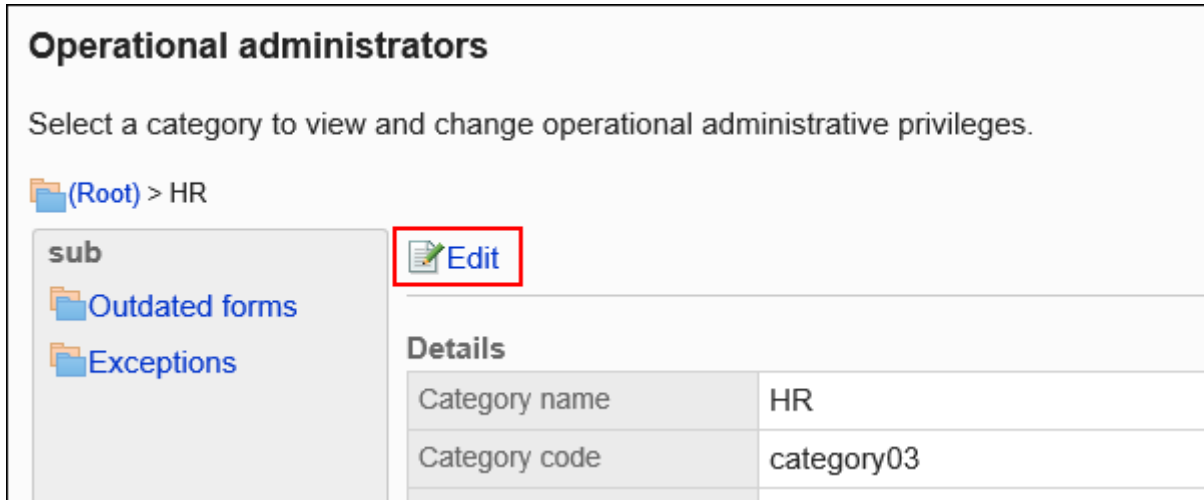 Operational administrators
Select a category to view and change operational administrative privileges.
(Root) > HR
sub
Outdated forms
Exceptions
Edit
Details
Category name HR
Category code category03